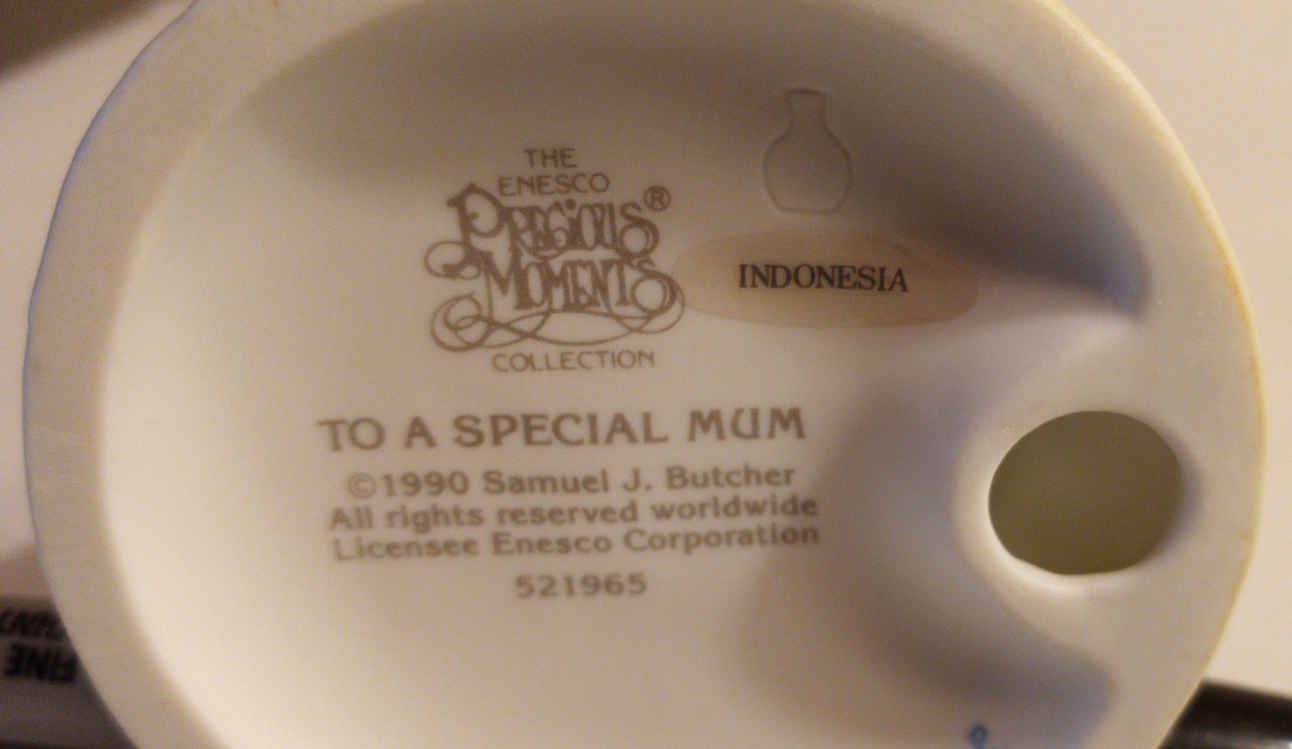 THE
ENESCO
PRECIOUS ®
MOMENTS
COLLECTION
INDONESIA
TO A SPECIAL MUM
©1990 Samuel J. Butcher
All rights reserved worldwide
Licensee Enesco Corporation
521965
FINE